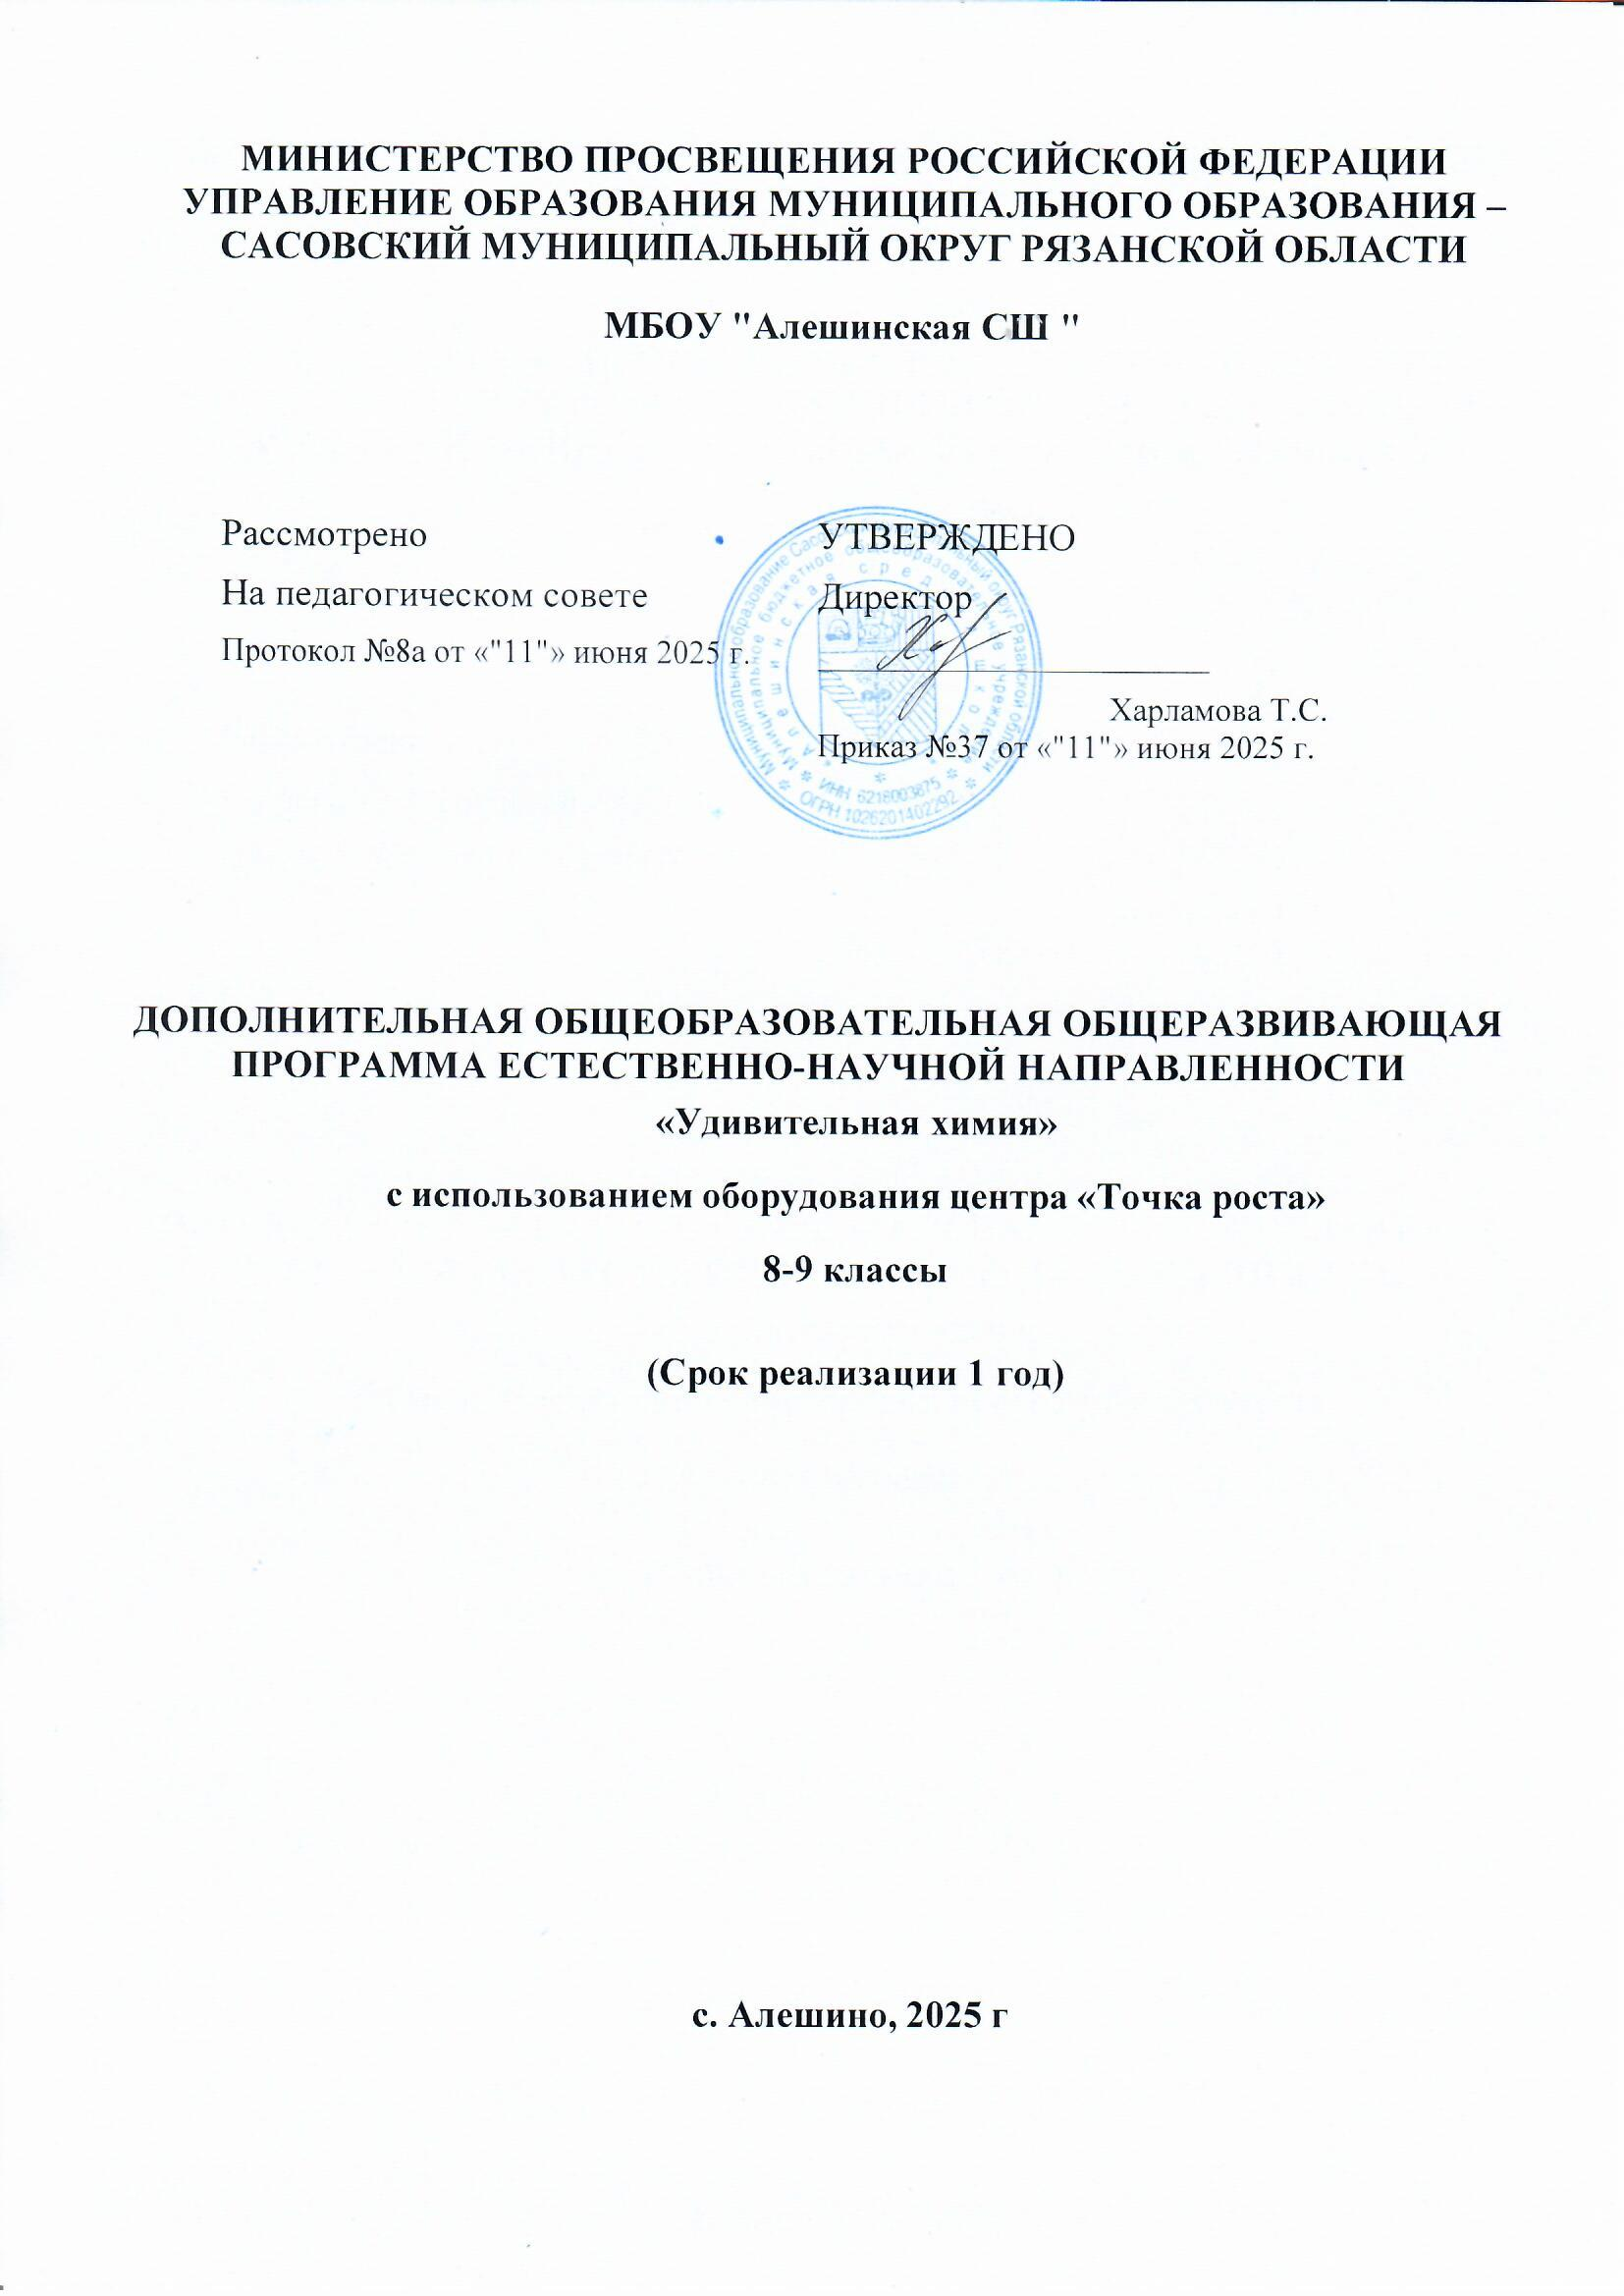 МИНИСТЕРСТВО ПРОСВЕЩЕНИЯ РОССИЙСКОЙ ФЕДЕРАЦИИ
УПРАВЛЕНИЕ ОБРАЗОВАНИЯ МУНИЦИПАЛЬНОГО ОБРАЗОВАНИЯ –
САСОВСКИЙ МУНИЦИПАЛЬНЫЙ ОКРУГ РЯЗАНСКОЙ ОБЛАСТИ
МБОУ "Алешинская СШ "
Рассмотрено
На педагогическом совете
Протокол №8а от «"11"» июня 2025 г.
УТВЕРЖДЕНО
Директор
Харламова Т.С.
Приказ №37 от «"11"» июня 2025 г.
ОГРН 1026201402292
ДОПОЛНИТЕЛЬНАЯ ОБЩЕОБРАЗОВАТЕЛЬНАЯ ОБЩЕРАЗВИВАЮЩАЯ
ПРОГРАММА ЕСТЕСТВЕННО-НАУЧНОЙ НАПРАВЛЕННОСТИ
«Удивительная химия»
с использованием оборудования центра «Точка роста»
8-9 классы
(Срок реализации 1 год)
с. Алешино, 2025 г